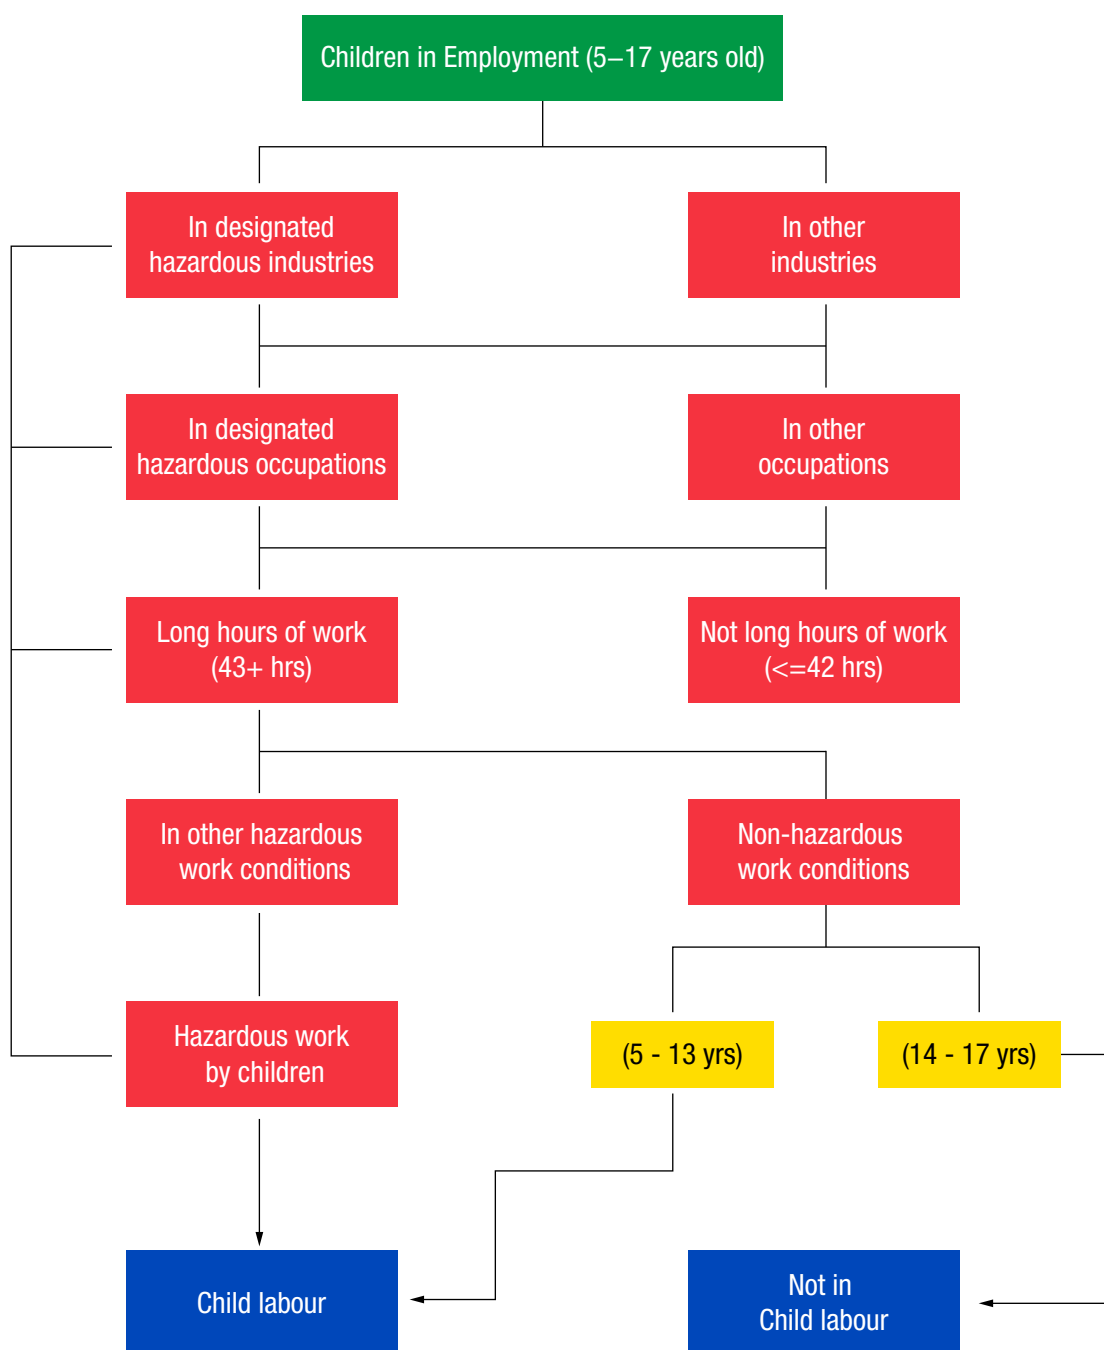 Children in Employment (5–17 years old)
In designated
hazardous industries
In other
industries
In designated
hazardous occupations
In other
occupations
Long hours of work
(43+ hrs)
Not long hours of work
(<=42 hrs)
In other hazardous
work conditions
Non-hazardous
work conditions
Hazardous work
by children
(5 - 13 yrs)
(14 - 17 yrs)
Child labour
Not in
Child labour